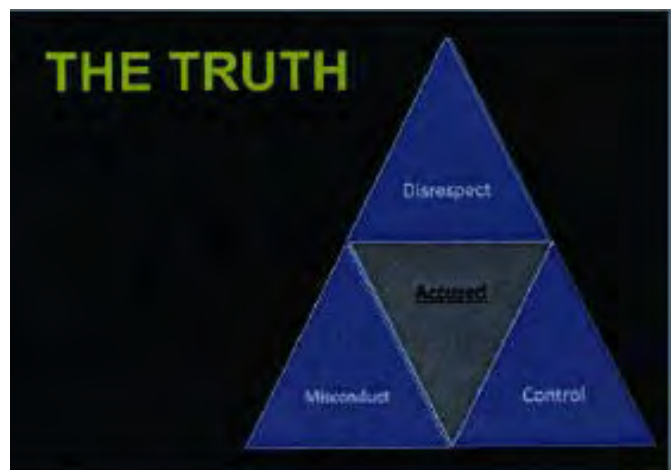 THE TRUTH
Disrespect
Accused
Misconduct
Control